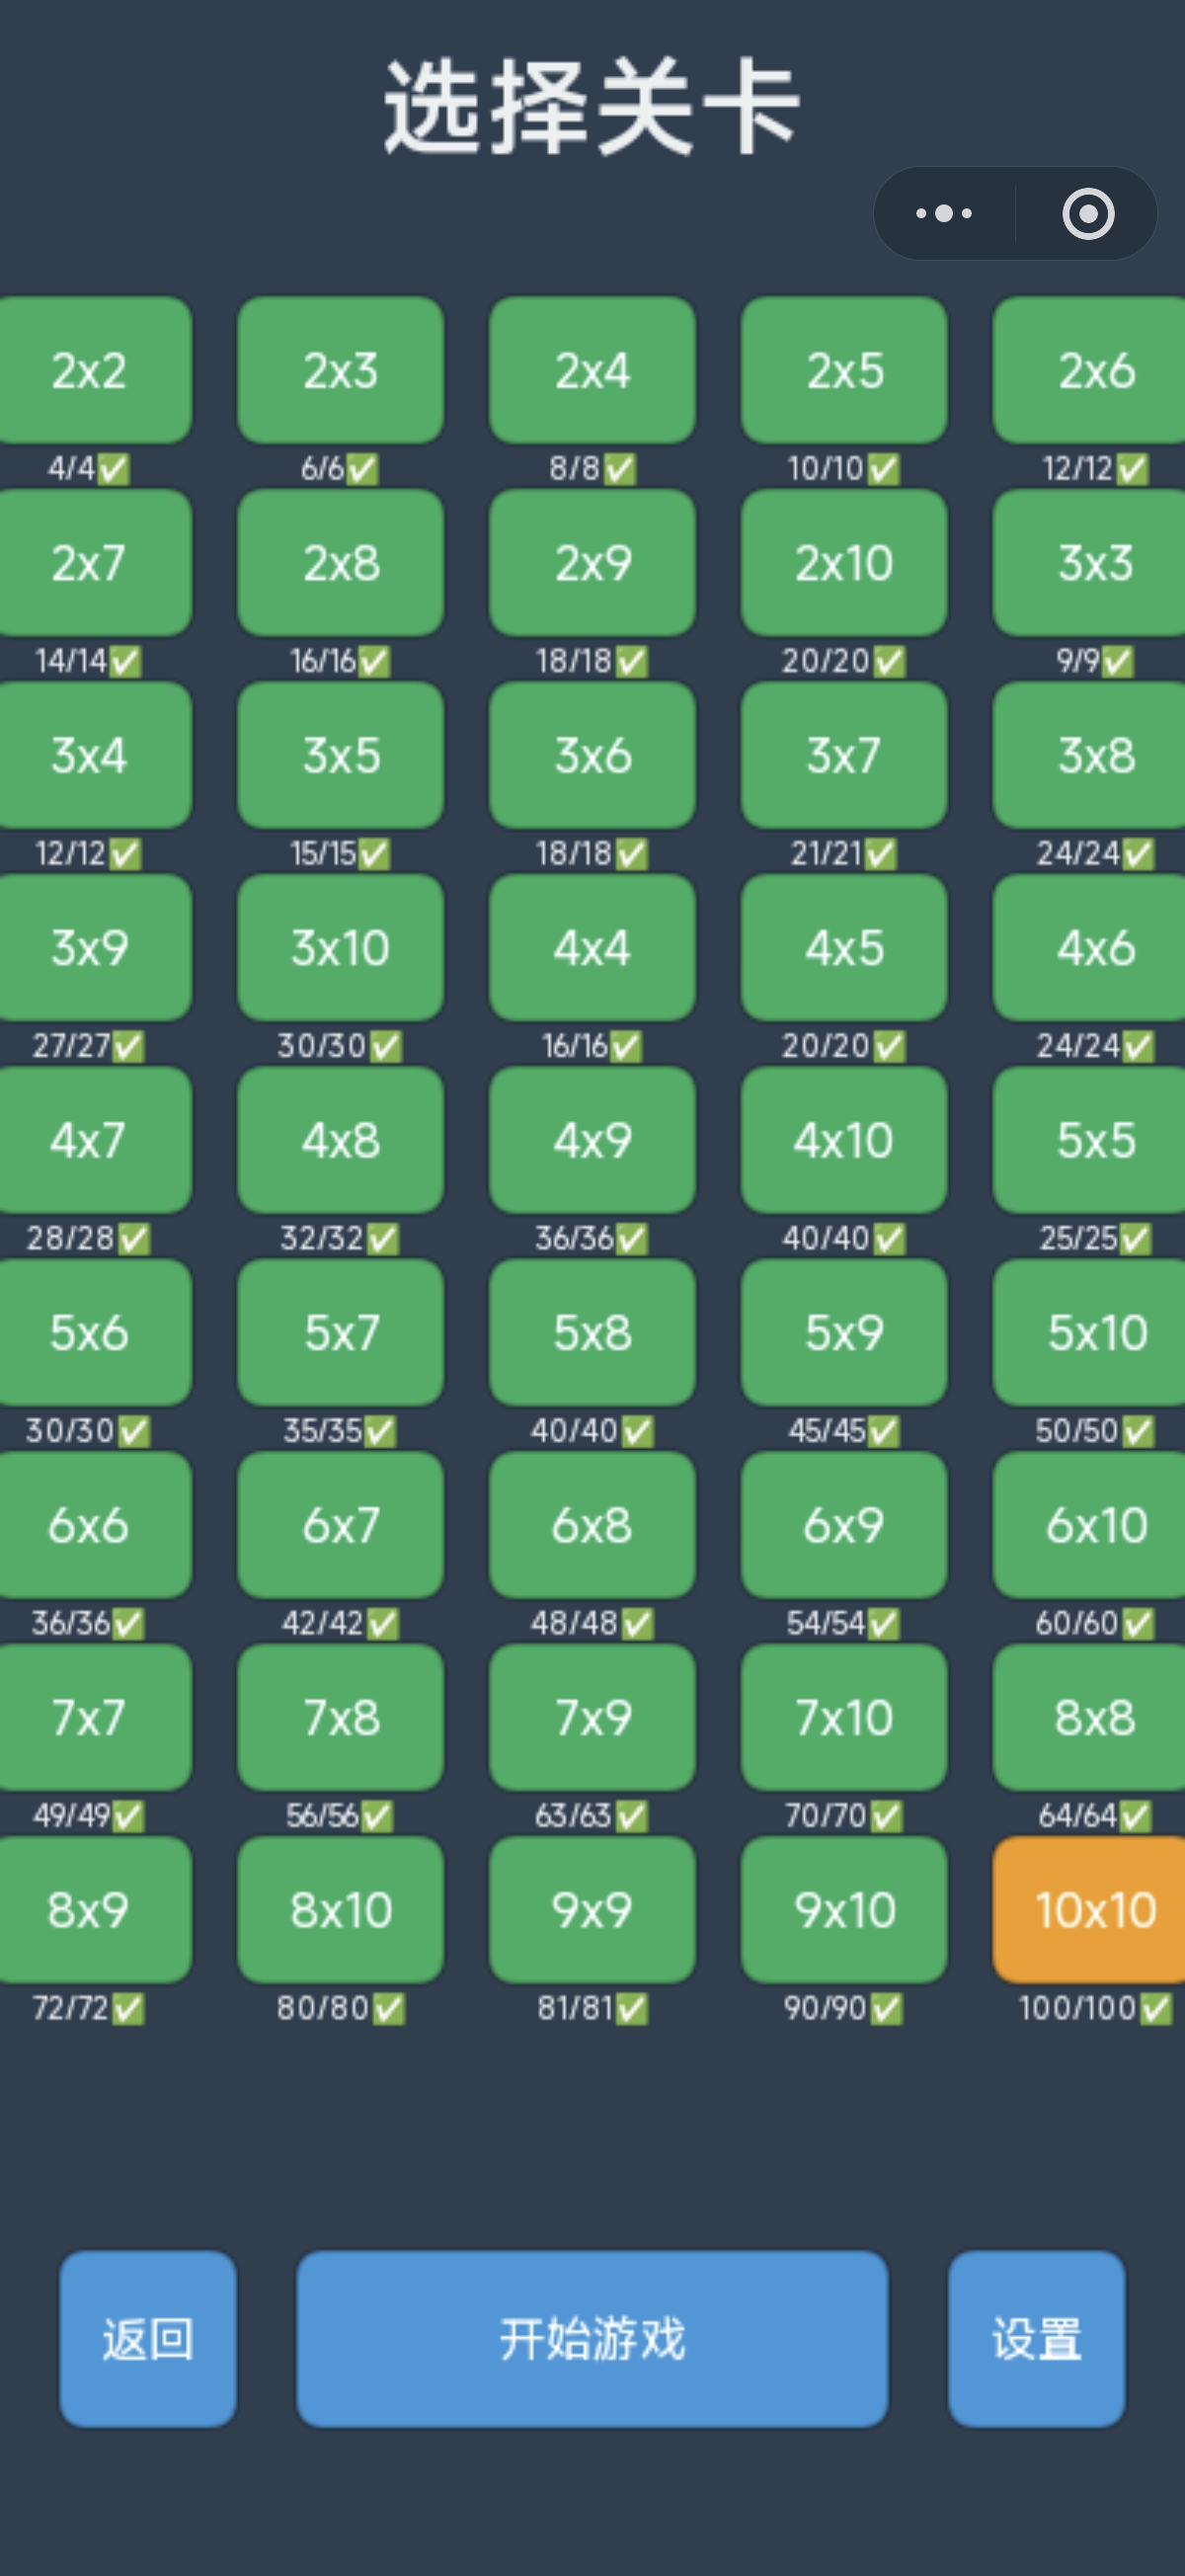 选择关卡
2x2 2x3 2x4 2x5 2x6
4/4✅ 6/6✅ 8/8✅ 10/10✅ 12/12✅
2x7 2x8 2x9 2x10 3x3
14/14✅ 16/16✅ 18/18✅ 20/20✅ 9/9✅
3x4 3x5 3x6 3x7 3x8
12/12✅ 15/15✅ 18/18✅ 21/21✅ 24/24✅
3x9 3x10 4x4 4x5 4x6
27/27✅ 30/30✅ 16/16✅ 20/20✅ 24/24✅
4x7 4x8 4x9 4x10 5x5
28/28✅ 32/32✅ 36/36✅ 40/40✅ 25/25✅
5x6 5x7 5x8 5x9 5x10
30/30✅ 35/35✅ 40/40✅ 45/45✅ 50/50✅
6x6 6x7 6x8 6x9 6x10
36/36✅ 42/42✅ 48/48✅ 54/54✅ 60/60✅
7x7 7x8 7x9 7x10 8x8
49/49✅ 56/56✅ 63/63✅ 70/70✅ 64/64✅
8x9 8x10 9x9 9x10 10x10
72/72✅ 80/80✅ 81/81✅ 90/90✅ 100/100✅
返回 开始游戏 设置